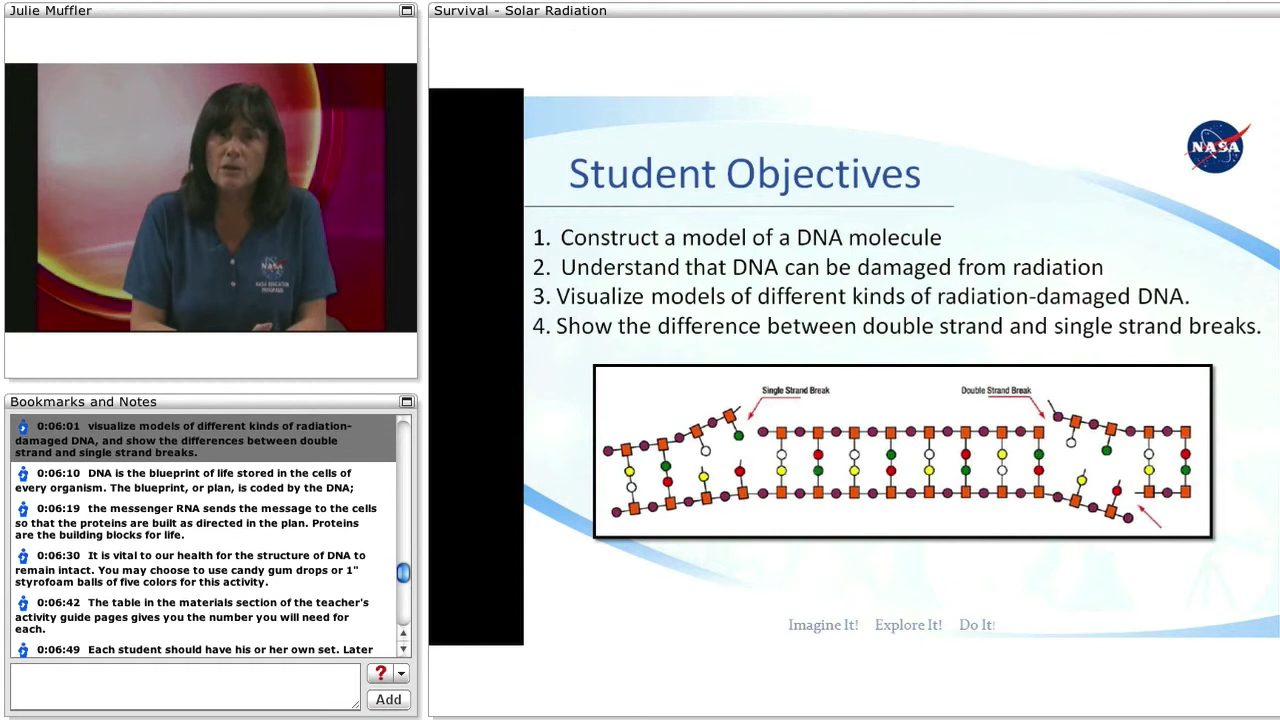 Julie Muffler
Survival - Solar Radiation
NASA
NASA EDUCATION
PROGRAMS
Bookmarks and Notes
0:06:01 visualize models of different kinds of radiation-
damaged DNA, and show the differences between double
strand and single strand breaks.
0:06:10 DNA is the blueprint of life stored in the cells of
every organism. The blueprint, or plan, is coded by the DNA;
0:06:19 the messenger RNA sends the message to the cells
so that the proteins are built as directed in the plan. Proteins
are the building blocks for life.
0:06:30 It is vital to our health for the structure of DNA to
remain intact. You may choose to use candy gum drops or 1"
styrofoam balls of five colors for this activity.
0:06:42 The table in the materials section of the teacher's
activity guide pages gives you the number you will need for
each.
0:06:49 Each student should have his or her own set. Later
?
Add
NASA
Student Objectives
1. Construct a model of a DNA molecule
2. Understand that DNA can be damaged from radiation
3. Visualize models of different kinds of radiation-damaged DNA.
4. Show the difference between double strand and single strand breaks.
Single Strand Break
Double Strand Break
Imagine It! Explore It! Do It!